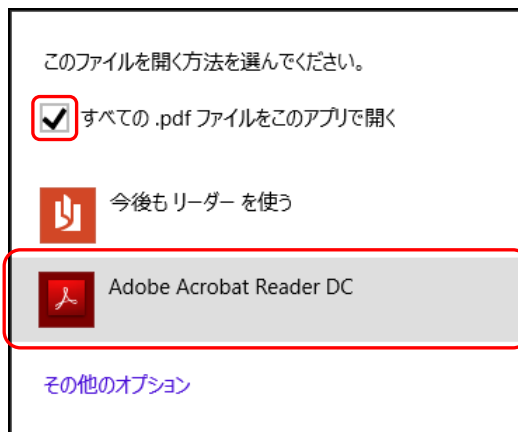 このファイルを開く方法を選んでください。
すべての .pdf ファイルをこのアプリで開く
今後も リーダー を使う
Adobe Acrobat Reader DC
その他のオプション